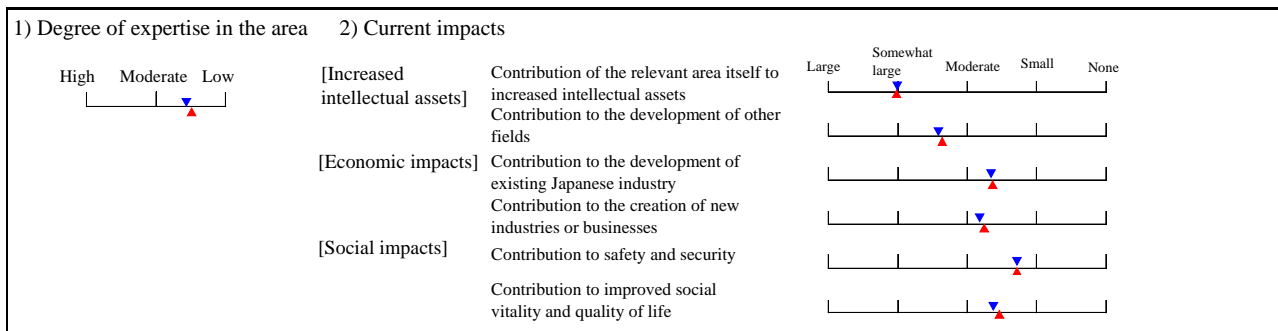 1) Degree of expertise in the area 2) Current impacts
High Moderate Low
[Increased
intellectual assets]
Contribution of the relevant area itself to
increased intellectual assets
Large Somewhat
large Moderate Small None
Contribution to the development of other
fields
[Economic impacts]
Contribution to the development of
existing Japanese industry
Contribution to the creation of new
industries or businesses
[Social impacts]
Contribution to safety and security
Contribution to improved social
vitality and quality of life